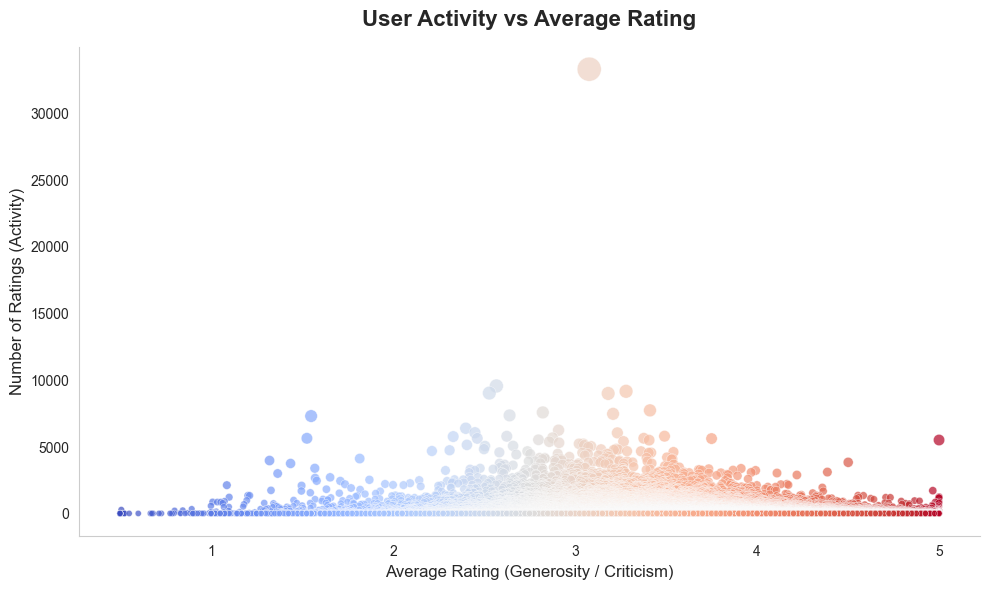 User Activity vs Average Rating
Number of Ratings (Activity)
30000
25000
20000
15000
10000
5000
0
1 2 3 4 5
Average Rating (Generosity / Criticism)